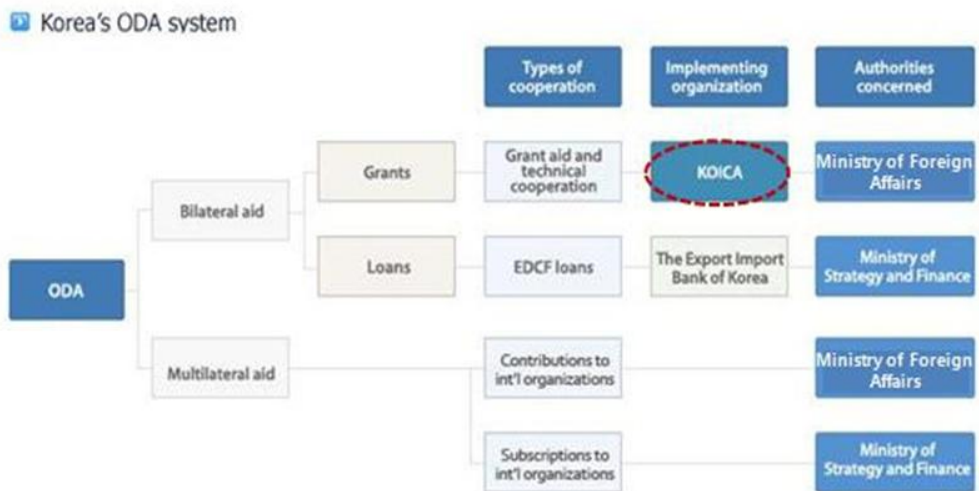 Korea's ODA system
Types of
cooperation
Implementing
organization
Authorities
concerned
Grants
Grant aid and
technical
cooperation
KOICA
Ministry of Foreign
Affairs
Bilateral aid
Loans
EDCF loans
The Export Import
Bank of Korea
Ministry of
Strategy and Finance
ODA
Multilateral aid
Contributions to
int'l organizations
Ministry of Foreign
Affairs
Subscriptions to
int'l organizations
Ministry of
Strategy and Finance